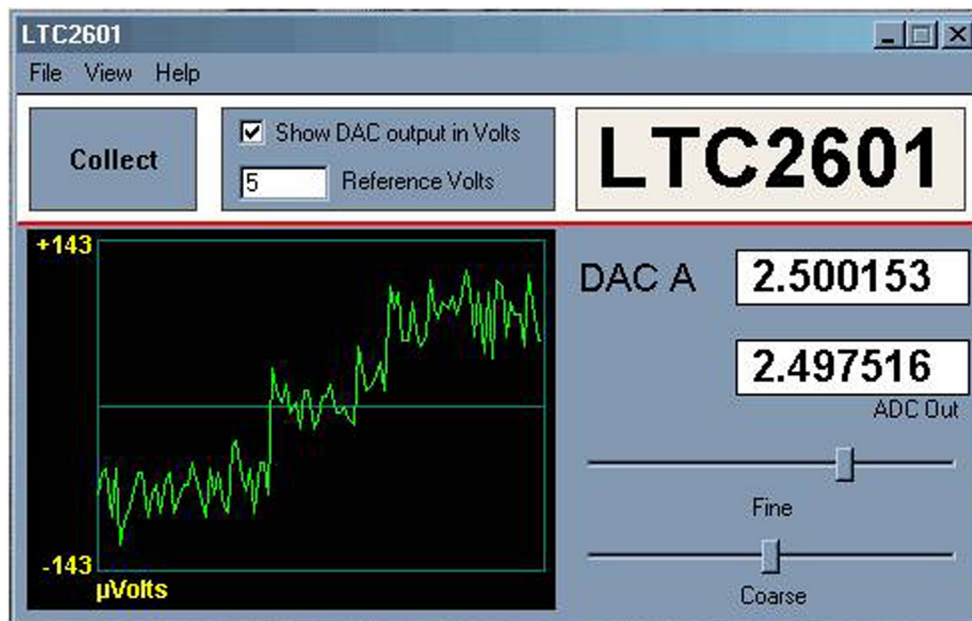 LTC2601
File View Help
Collect
Show DAC output in Volts
5 Reference Volts
LTC2601
+143
-143
µVolts
DAC A 2.500153
2.497516
ADC Out
Fine
Coarse